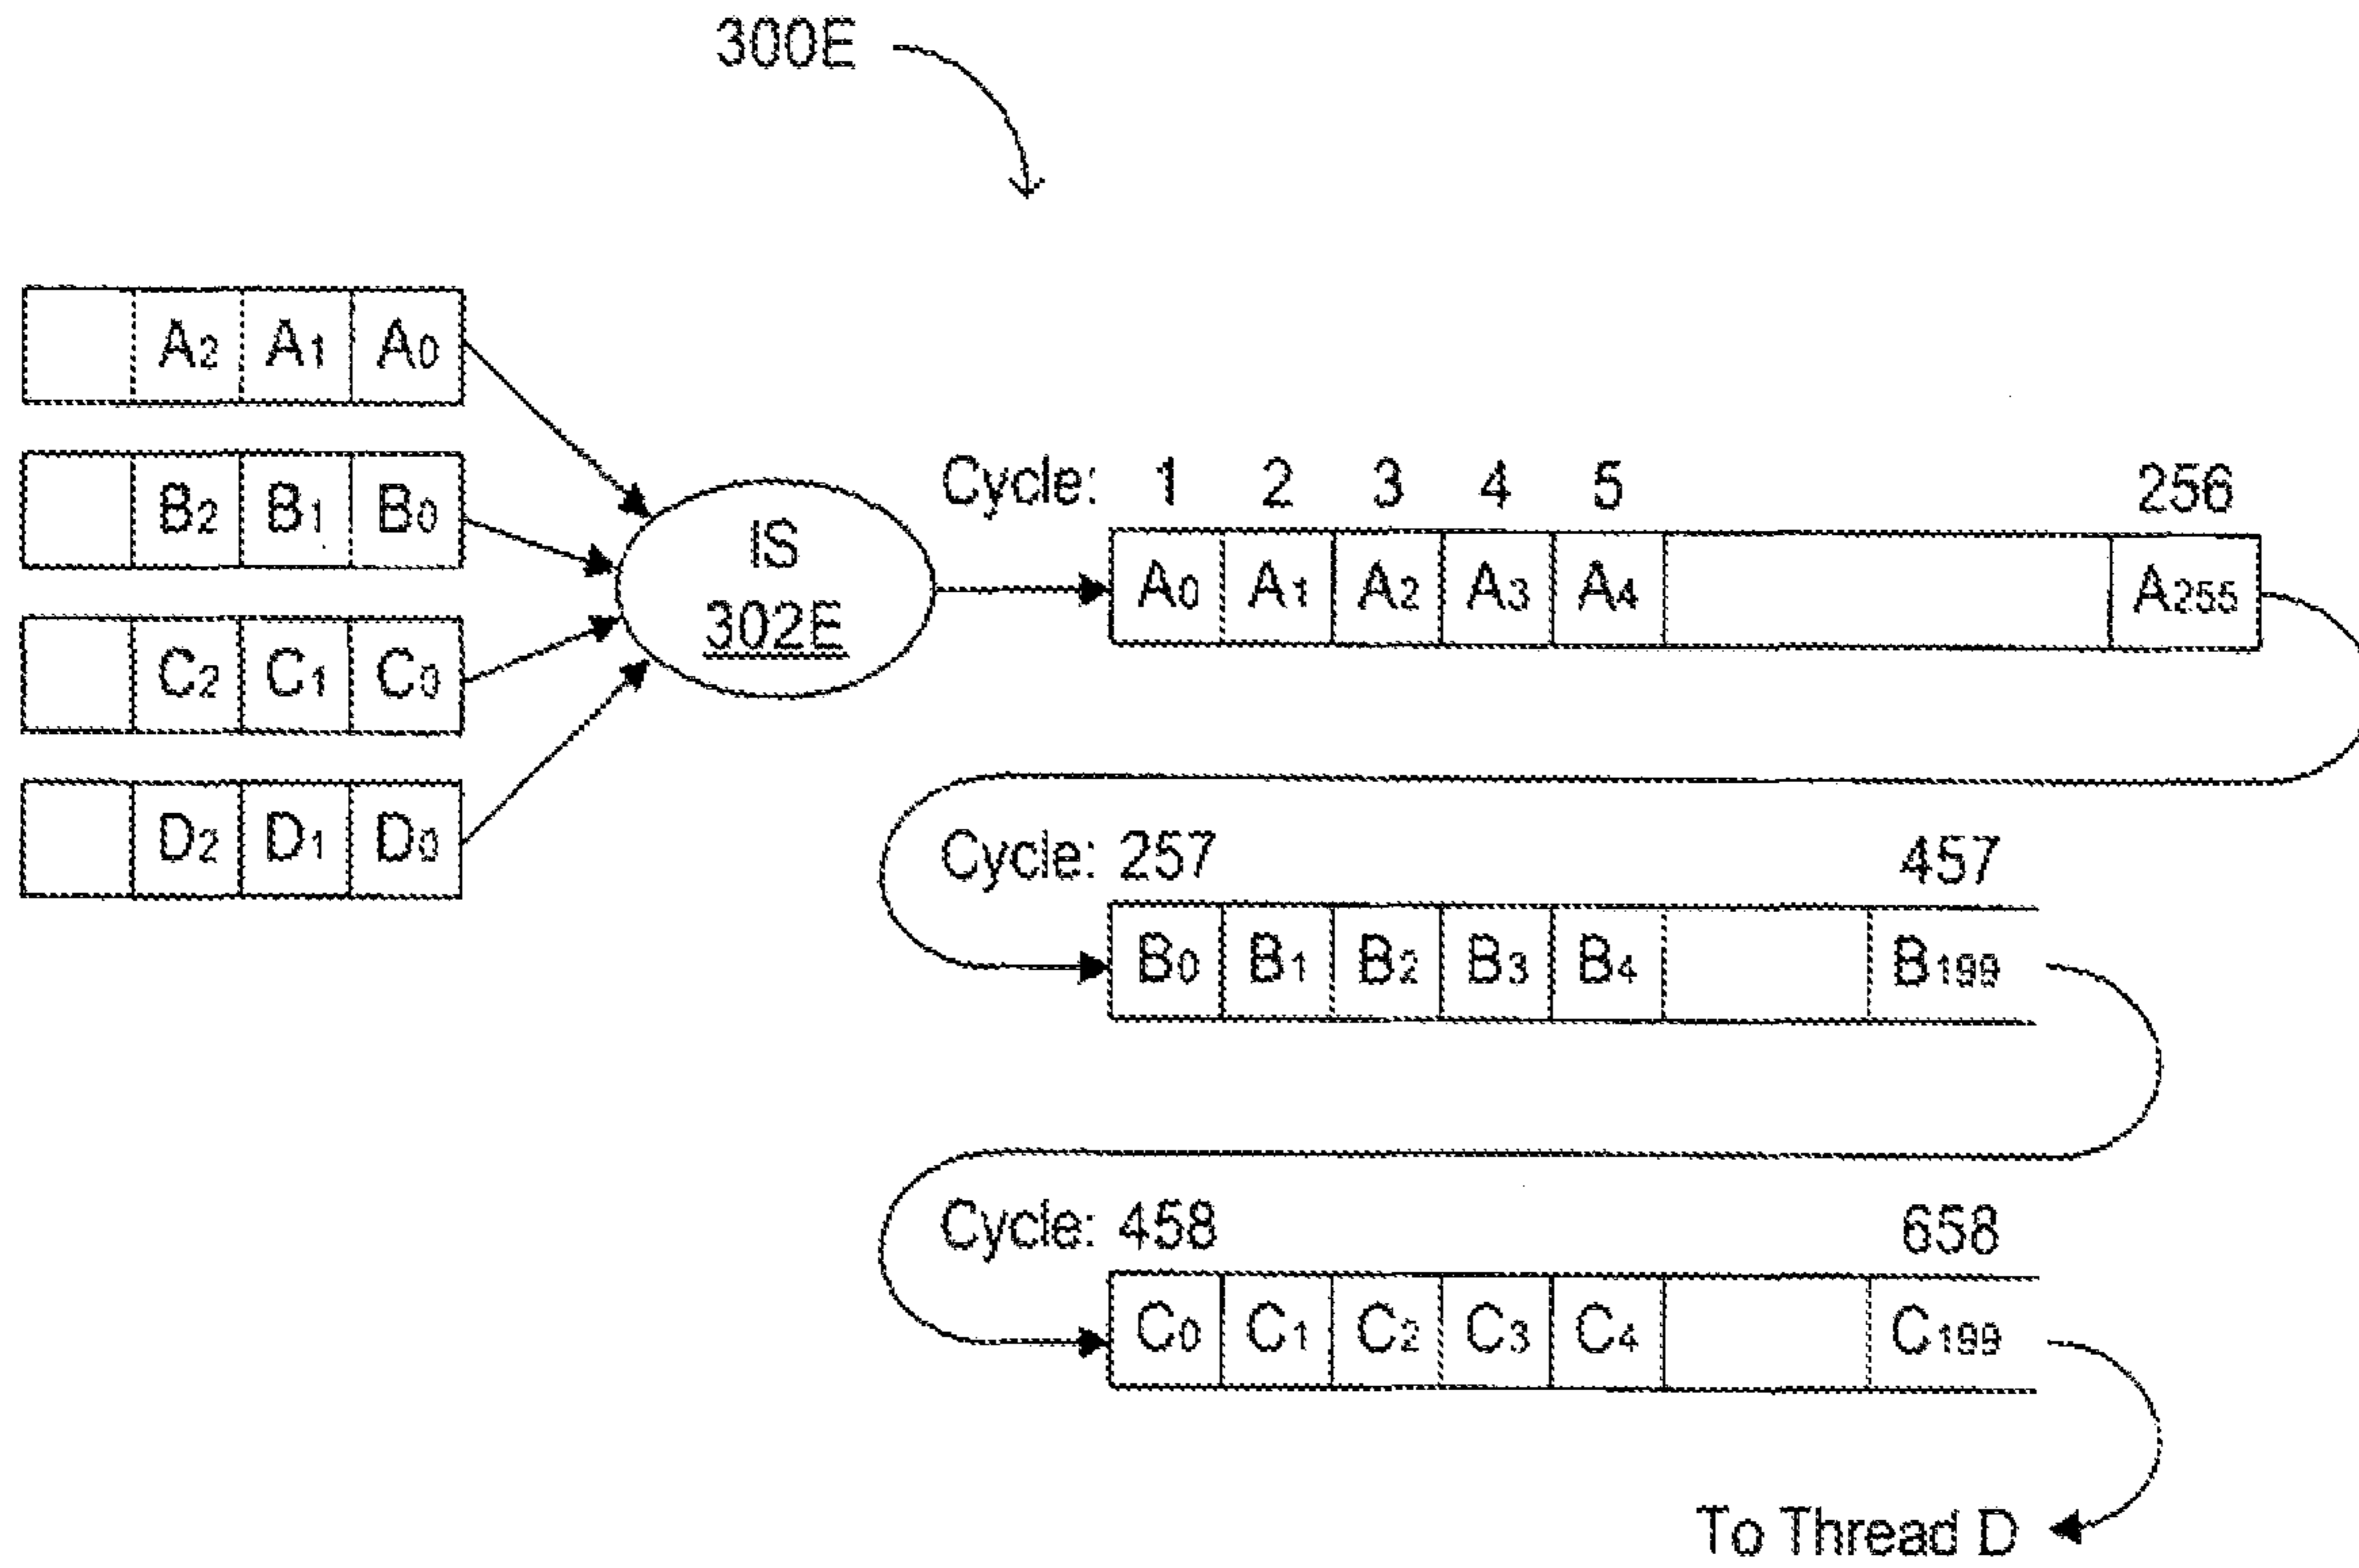 300E
A2 A1 A0
B2 B1 B0
C2 C1 C0
D2 D1 D0
IS
302E
Cycle: 1 2 3 4 5 256
A0 A1 A2 A3 A4 A255
Cycle: 257 457
B0 B1 B2 B3 B4 B199
Cycle: 458 658
C0 C1 C2 C3 C4 C199
To Thread D